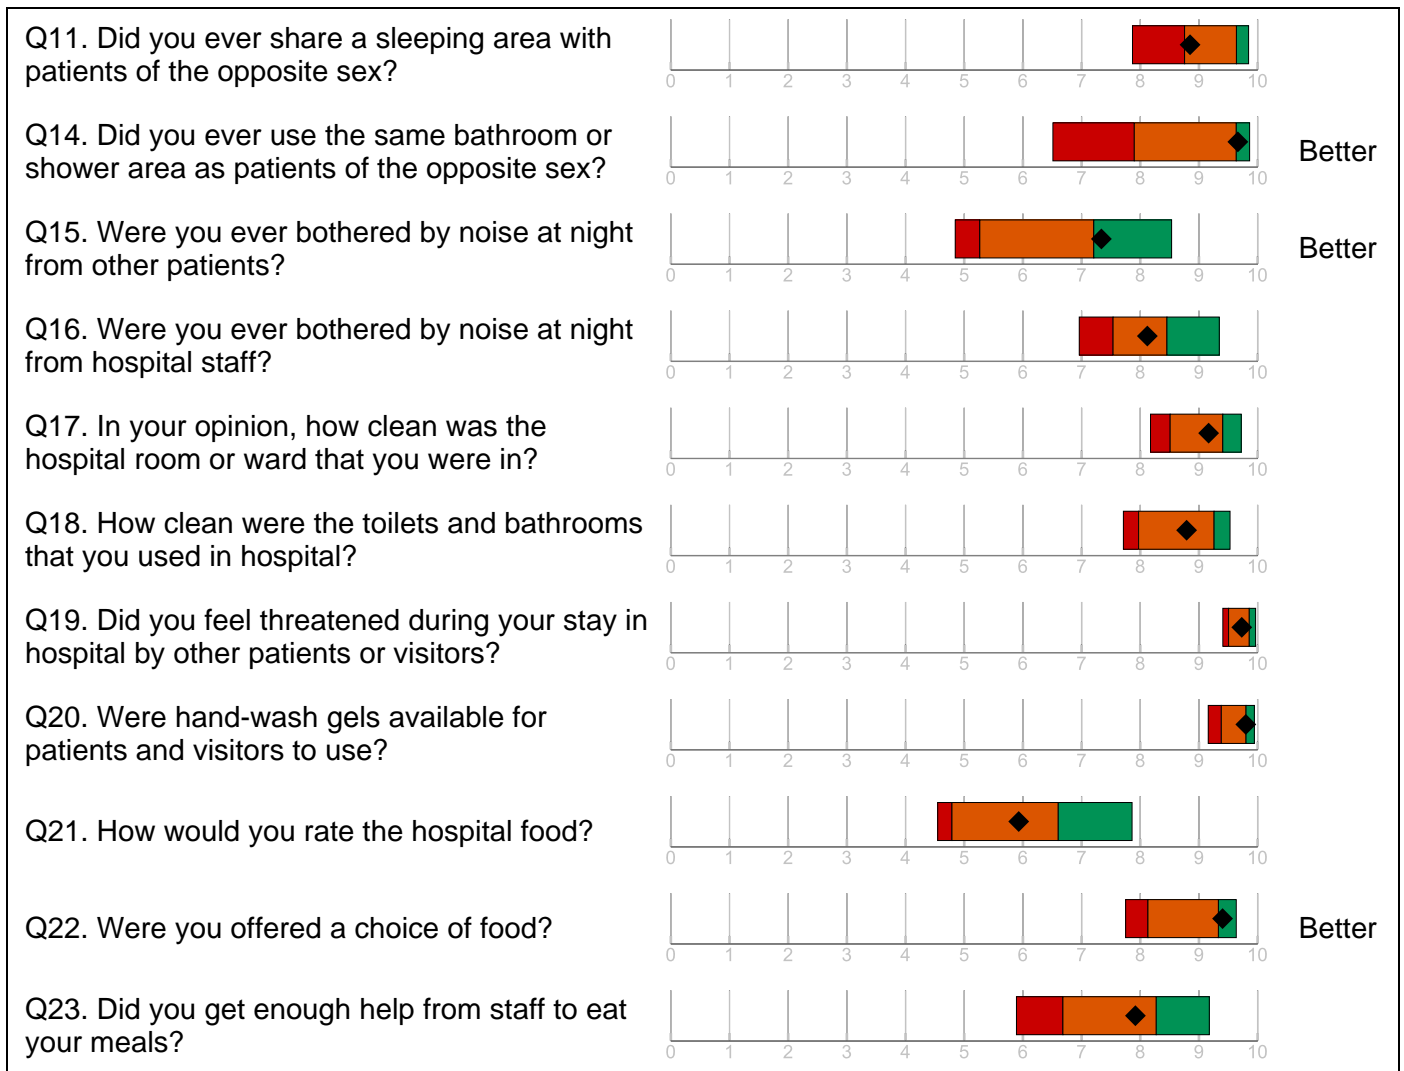 Q11. Did you ever share a sleeping area with
patients of the opposite sex?
0 1 2 3 4 5 6 7 8 9 10
Q14. Did you ever use the same bathroom or
shower area as patients of the opposite sex?
0 1 2 3 4 5 6 7 8 9 10
Better
Q15. Were you ever bothered by noise at night
from other patients?
0 1 2 3 4 5 6 7 8 9 10
Better
Q16. Were you ever bothered by noise at night
from hospital staff?
0 1 2 3 4 5 6 7 8 9 10
Q17. In your opinion, how clean was the
hospital room or ward that you were in?
0 1 2 3 4 5 6 7 8 9 10
Q18. How clean were the toilets and bathrooms
that you used in hospital?
0 1 2 3 4 5 6 7 8 9 10
Q19. Did you feel threatened during your stay in
hospital by other patients or visitors?
0 1 2 3 4 5 6 7 8 9 10
Q20. Were hand-wash gels available for
patients and visitors to use?
0 1 2 3 4 5 6 7 8 9 10
Q21. How would you rate the hospital food?
0 1 2 3 4 5 6 7 8 9 10
Q22. Were you offered a choice of food?
0 1 2 3 4 5 6 7 8 9 10
Better
Q23. Did you get enough help from staff to eat
your meals?
0 1 2 3 4 5 6 7 8 9 10